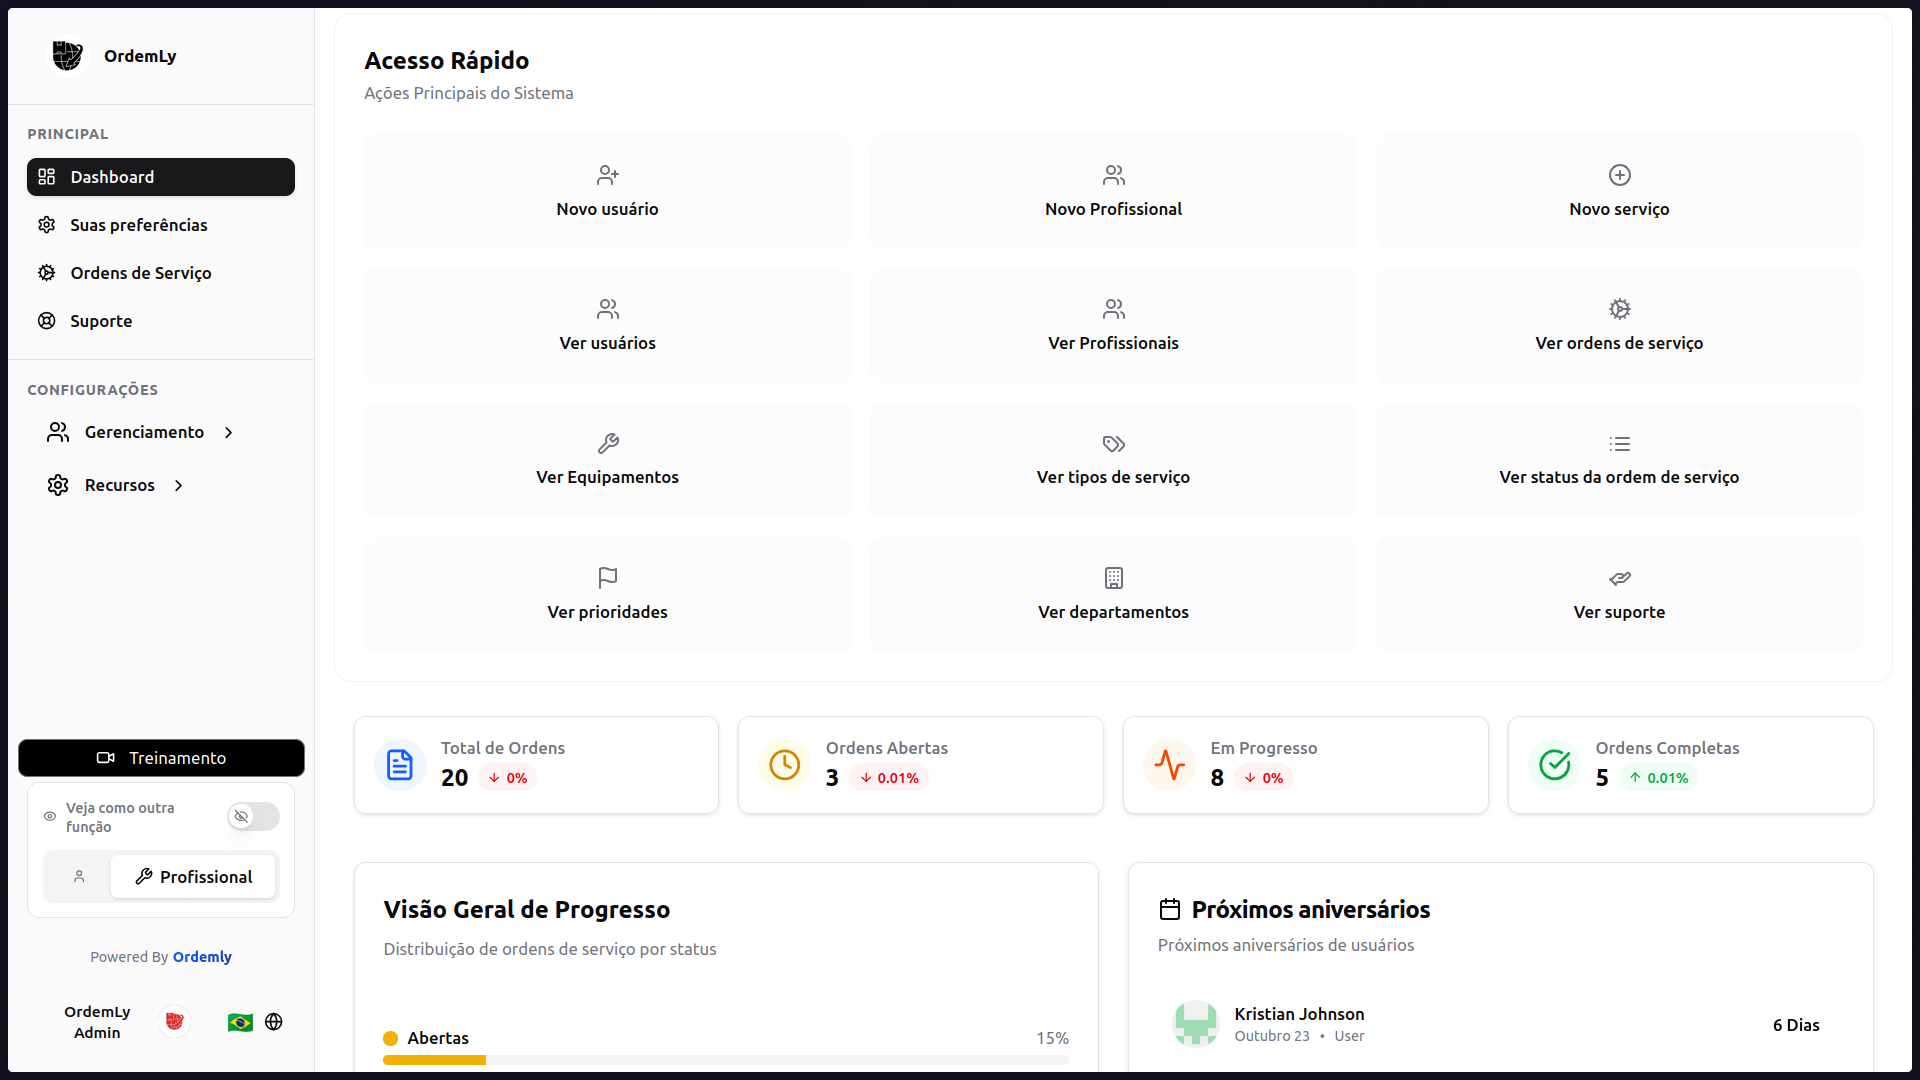 OrdemLy
PRINCIPAL
Dashboard
Suas preferências
Ordens de Serviço
Suporte
CONFIGURAÇÕES
Gerenciamento
Recursos
Treinamento
Veja como outra
função
Profissional
Powered By Ordemly
OrdemLy
Admin
Acesso Rápido
Ações Principais do Sistema
Novo usuário
Novo Profissional
Novo serviço
Ver usuários
Ver Profissionais
Ver ordens de serviço
Ver Equipamentos
Ver tipos de serviço
Ver status da ordem de serviço
Ver prioridades
Ver departamentos
Ver suporte
Total de Ordens
20 0%
Ordens Abertas
3 0.01%
Em Progresso
8 0%
Ordens Completas
5 0.01%
Visão Geral de Progresso
Distribuição de ordens de serviço por status
Abertas 15%
Próximos aniversários
Próximos aniversários de usuários
Kristian Johnson
Outubro 23 • User
6 Dias